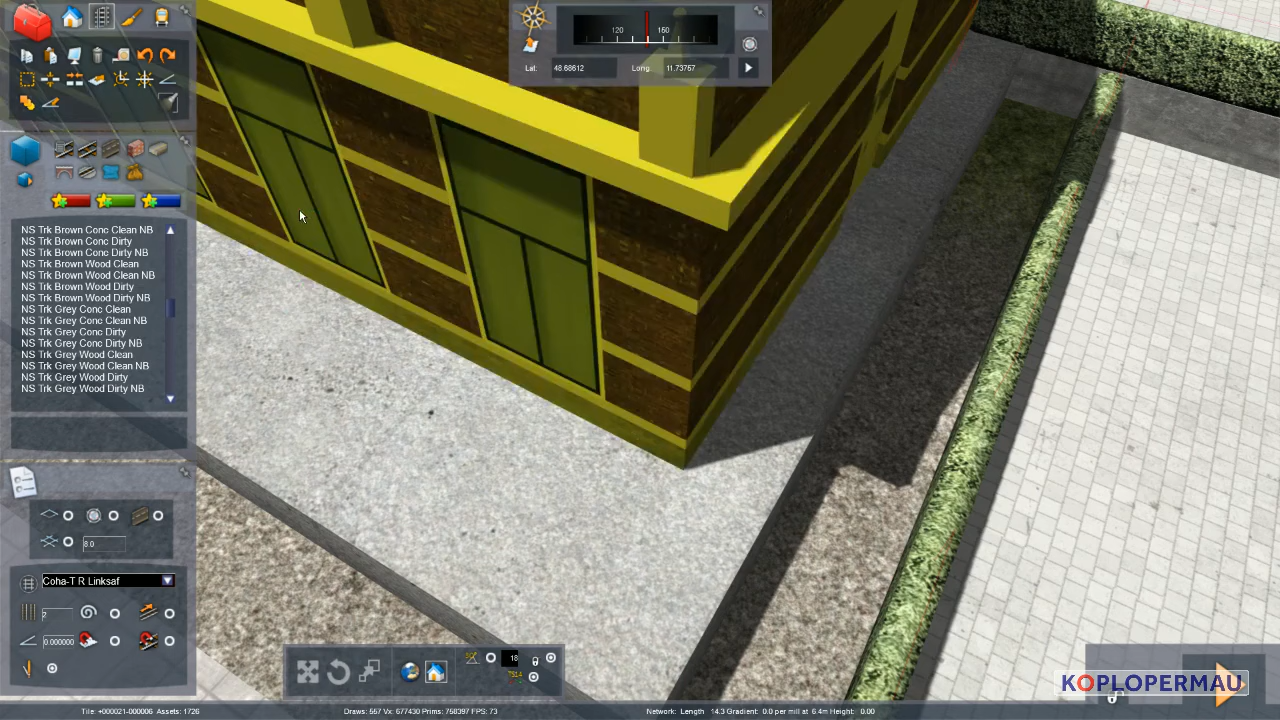 120 150
Lat: 48.68612 Long: 11.73757
NS Trk Brown Conc Clean NB
NS Trk Brown Conc Dirty
NS Trk Brown Conc Dirty NB
NS Trk Brown Wood Clean
NS Trk Brown Wood Clean NB
NS Trk Brown Wood Dirty
NS Trk Brown Wood Dirty NB
NS Trk Grey Conc Clean
NS Trk Grey Conc Clean NB
NS Trk Grey Conc Dirty
NS Trk Grey Conc Dirty NB
NS Trk Grey Wood Clean
NS Trk Grey Wood Clean NB
NS Trk Grey Wood Dirty
NS Trk Grey Wood Dirty NB
8.0
Coha-T R Linksaf
2
0.000000
18
KOPLOPERMAU
Tile: +000021-000006 Assets: 1726
Draws: 557 Vx: 677430 Prims: 758397 FPS: 73
Network: Length 14.3 Gradient: 0.0 per mill at 6.4m Height: 0.00